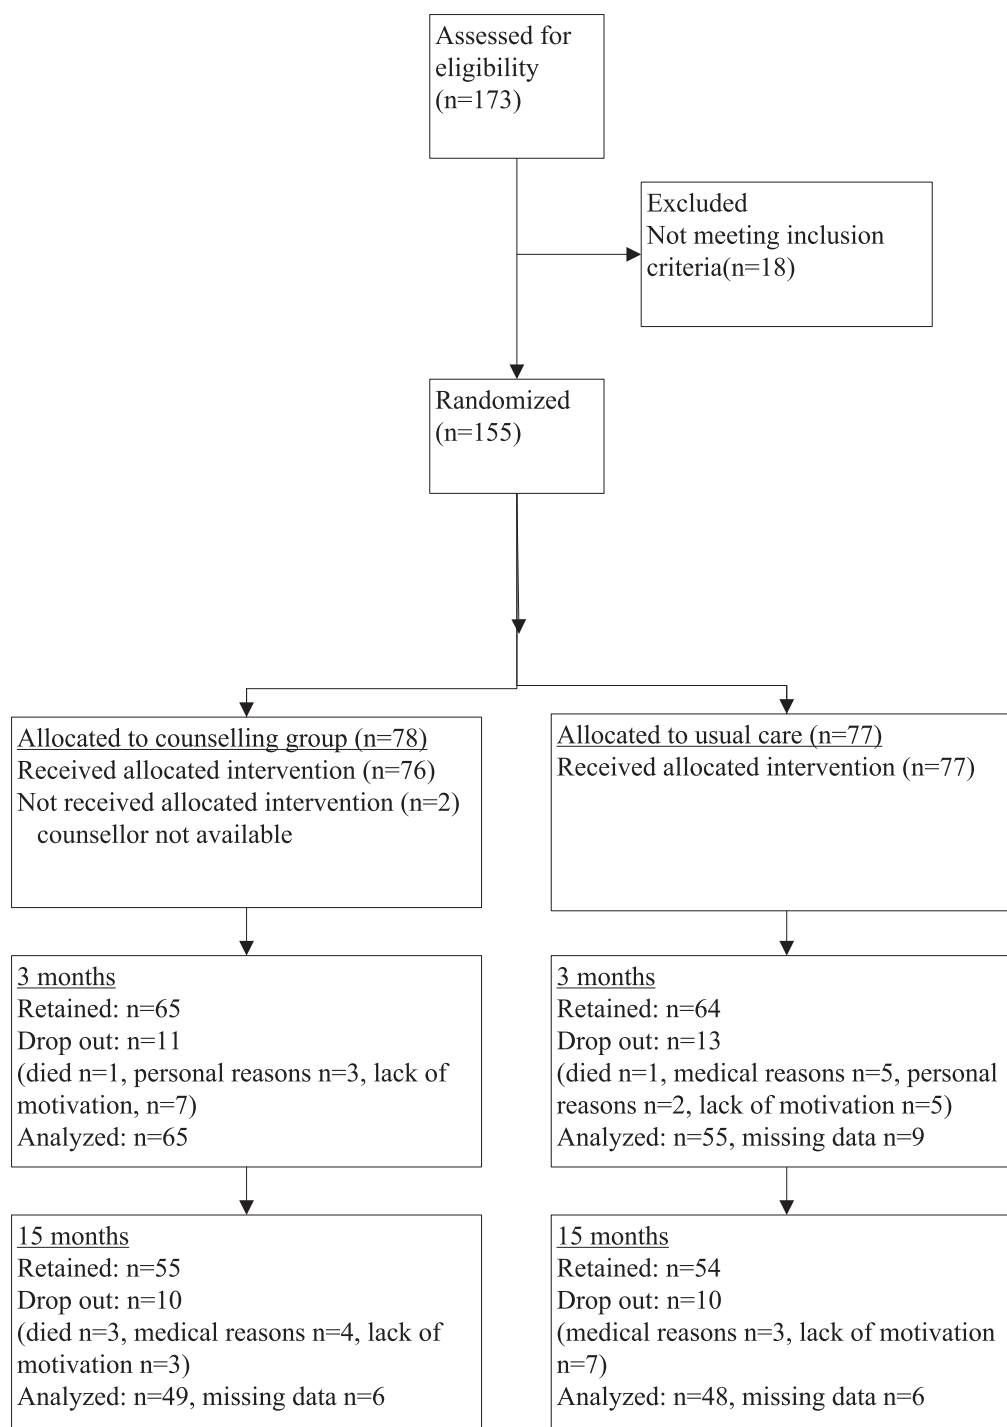 Assessed for
eligibility
(n=173)
Excluded
Not meeting inclusion
criteria(n=18)
Randomized
(n=155)
Allocated to counselling group (n=78)
Received allocated intervention (n=76)
Not received allocated intervention (n=2)
counsellor not available
Allocated to usual care (n=77)
Received allocated intervention (n=77)
3 months
Retained: n=65
Drop out: n=11
(died n=1, personal reasons n=3, lack of
motivation, n=7)
Analyzed: n=65
3 months
Retained: n=64
Drop out: n=13
(died n=1, medical reasons n=5, personal
reasons n=2, lack of motivation n=5)
Analyzed: n=55, missing data n=9
15 months
Retained: n=55
Drop out: n=10
(died n=3, medical reasons n=4, lack of
motivation n=3)
Analyzed: n=49, missing data n=6
15 months
Retained: n=54
Drop out: n=10
(medical reasons n=3, lack of motivation
n=7)
Analyzed: n=48, missing data n=6